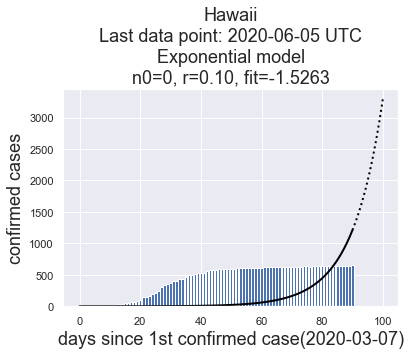 Hawaii
Last data point: 2020-06-05 UTC
Exponential model
n0=0, r=0.10, fit=-1.5263
confirmed cases
3000
2500
2000
1500
1000
500
0
0 20 40 60 80 100
days since 1st confirmed case(2020-03-07)